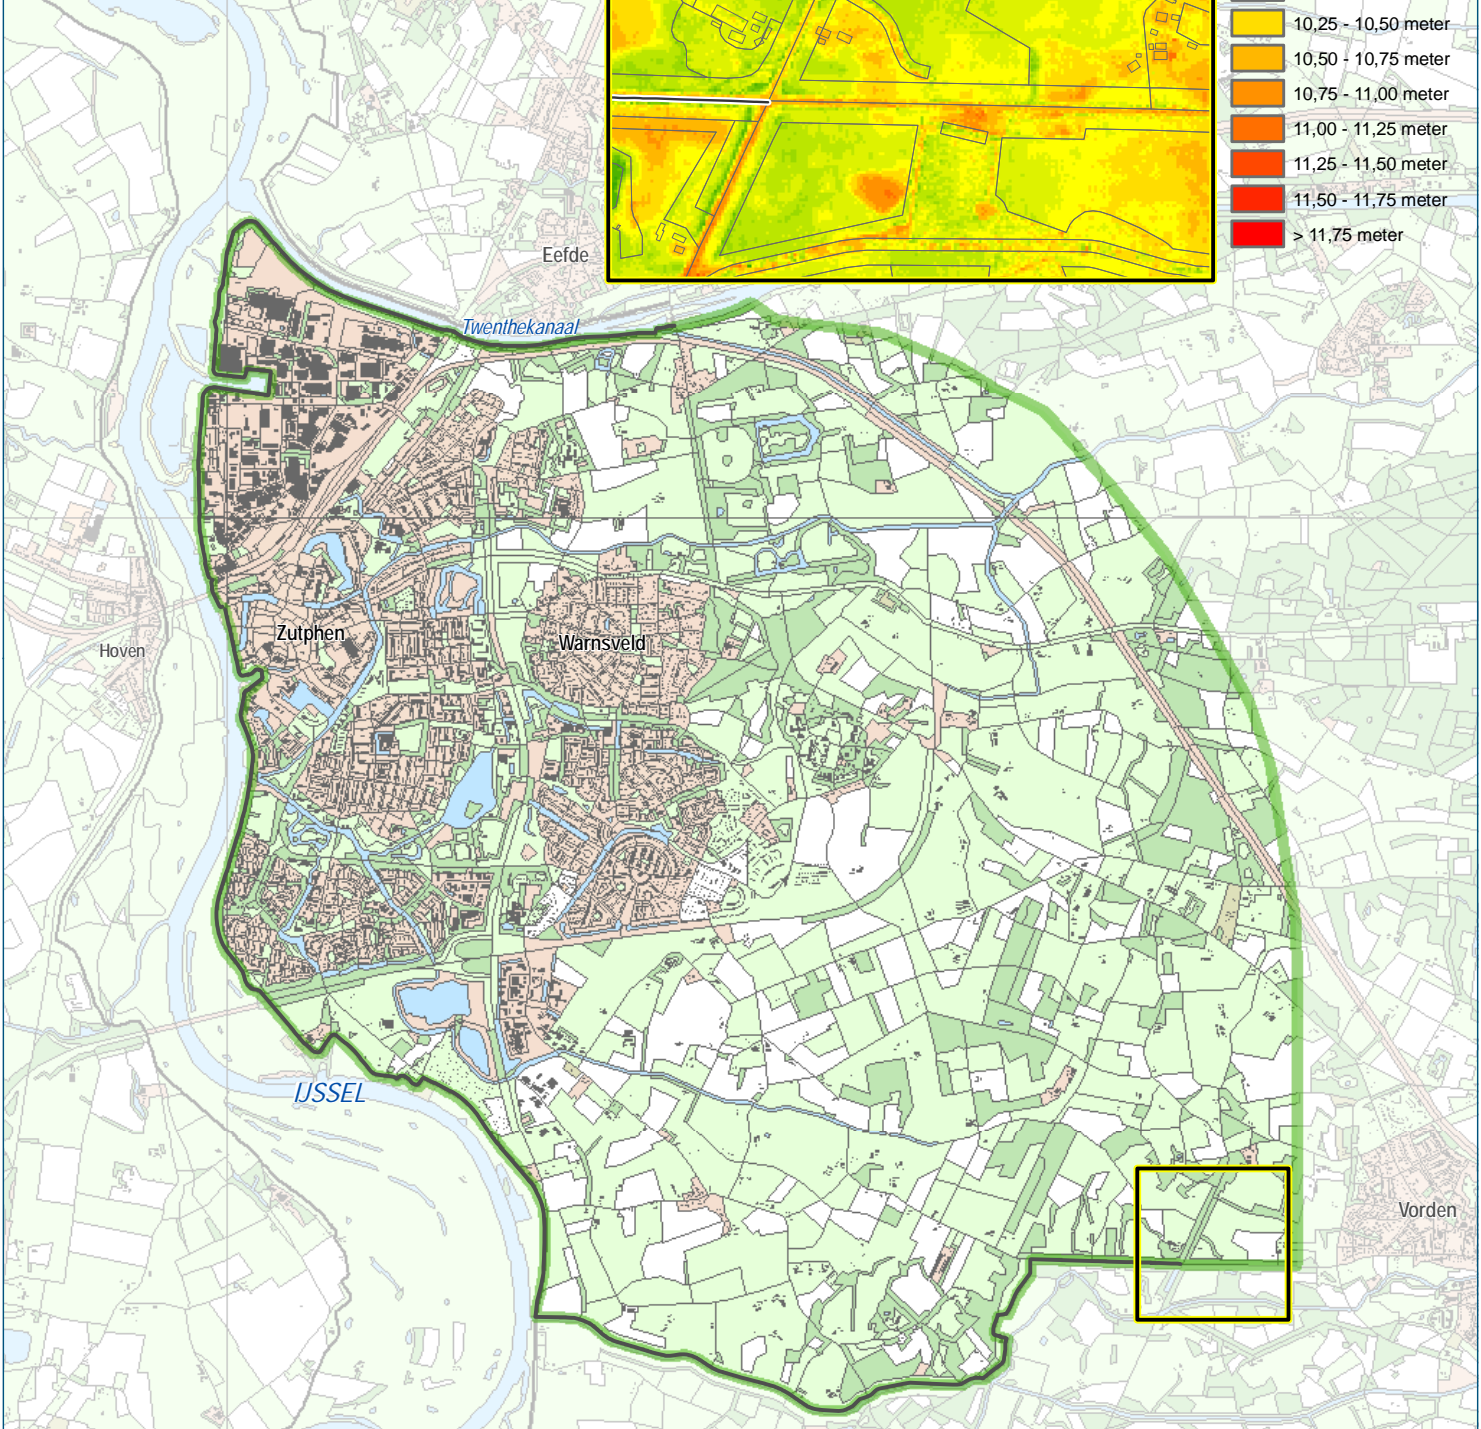 10,25 - 10,50 meter
10,50 - 10,75 meter
10,75 - 11,00 meter
11,00 - 11,25 meter
11,25 - 11,50 meter
11,50 - 11,75 meter
> 11,75 meter
Eefde
Twenthekanaal
Zutphen
Warnsveld
Hoven
IJSSEL
Vorden